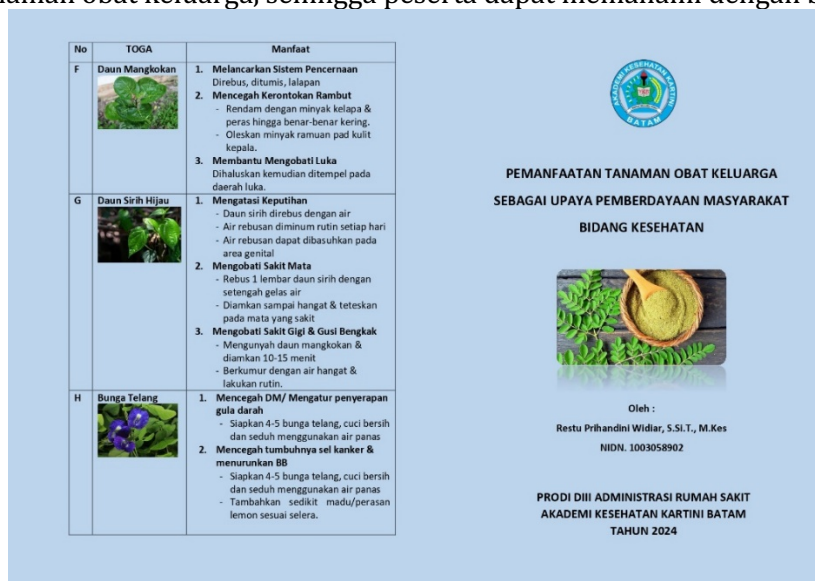 naman obat keluarga, sehingga peserta dapat memahami dengan b
No TOGA Manfaat
F Daun Mangkokan 1. Melancarkan Sistem Pencernaan
Direbus, ditumis, lalapan
2. Mencegah Kerontokan Rambut
- Rendam dengan minyak kelapa &
peras hingga benar-benar kering.
- Oleskan minyak ramuan pad kulit
kepala.
3. Membantu Mengobati Luka
Dihaluskan kemudian ditempel pada
daerah luka.
G Daun Sirih Hijau 1. Mengatasi Keputihan
- Daun sirih direbus dengan air
- Air rebusan diminum rutin setiap hari
- Air rebusan dapat dibasuhkan pada
area genital
2. Mengobati Sakit Mata
- Rebus 1 lembar daun sirih dengan
setengah gelas air
- Diamkan sampai hangat & teteskan
pada mata yang sakit
3. Mengobati Sakit Gigi & Gusi Bengkak
- Mengunyah daun mangkokan &
diamkan 10-15 menit
- Berkumur dengan air hangat &
lakukan rutin.
H Bunga Telang 1. Mencegah DM/ Mengatur penyerapan
gula darah
- Siapkan 4-5 bunga telang, cuci bersih
dan seduh menggunakan air panas
2. Mencegah tumbuhnya sel kanker &
menurunkan BB
- Siapkan 4-5 bunga telang, cuci bersih
dan seduh menggunakan air panas
- Tambahkan sedikit madu/perasan
lemon sesuai selera.
AKADEMI KESEHATAN KARTINI
BATAM
PEMANFAATAN TANAMAN OBAT KELUARGA
SEBAGAI UPAYA PEMBERDAYAAN MASYARAKAT
BIDANG KESEHATAN
Oleh :
Restu Prihandini Widiar, S.Si.T., M.Kes
NIDN. 1003058902
PRODI DIII ADMINISTRASI RUMAH SAKIT
AKADEMI KESEHATAN KARTINI BATAM
TAHUN 2024